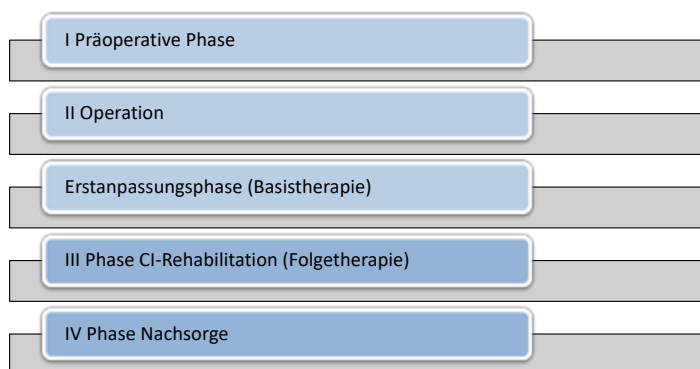 I Präoperative Phase
II Operation
Erstanpassungsphase (Basistherapie)
III Phase CI-Rehabilitation (Folgetherapie)
IV Phase Nachsorge